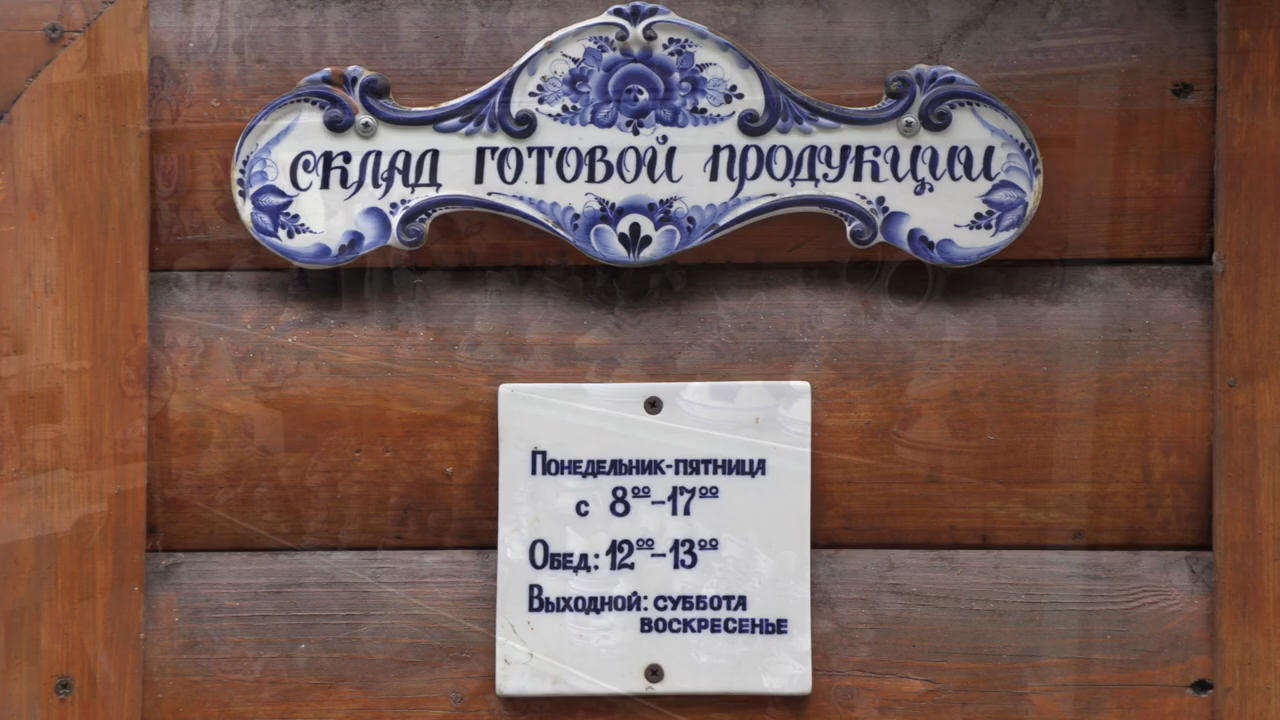 СКЛАД ГОТОВОЙ ПРОДУКЦИИ
ПОНЕДЕЛЬНИК-ПЯТНИЦА
с 8⁰⁰-17⁰⁰
ОБЕД: 12⁰⁰-13⁰⁰
ВЫХОДНОЙ: СУББОТА
ВОСКРЕСЕНЬЕ